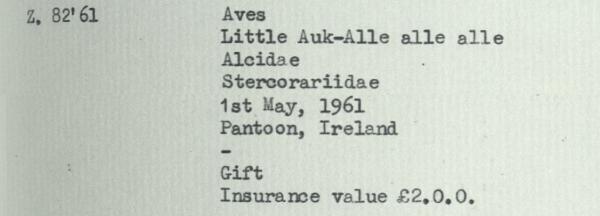 Z. 82'61 Aves
Little Auk-Alle alle alle
Alcidae
Stercorariidae
1st May, 1961
Pantoon, Ireland
-
Gift
Insurance value £2.0.0.